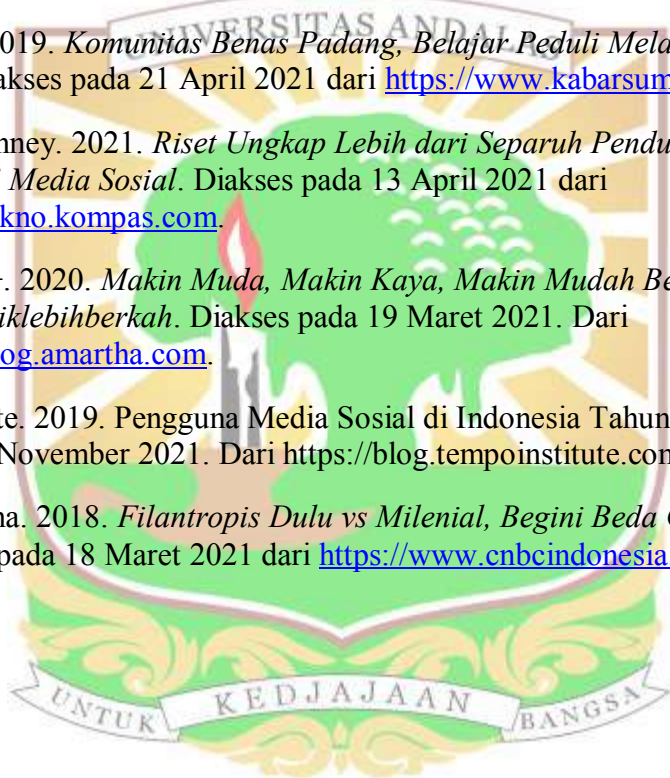 UNIVERSITAS ANDALAS
019. Komunitas Benas Padang, Belajar Peduli Mela
akses pada 21 April 2021 dari https://www.kabarsum
nney. 2021. Riset Ungkap Lebih dari Separuh Pendu
Media Sosial. Diakses pada 13 April 2021 dari
kno.kompas.com.
. 2020. Makin Muda, Makin Kaya, Makin Mudah Be
iklebihberkah. Diakses pada 19 Maret 2021. Dari
og.amartha.com.
te. 2019. Pengguna Media Sosial di Indonesia Tahun
November 2021. Dari https://blog.tempoinstitute.com
na. 2018. Filantropis Dulu vs Milenial, Begini Beda
pada 18 Maret 2021 dari https://www.cnbcindonesia.
UNTUK KEDJAJAAN BANGSA